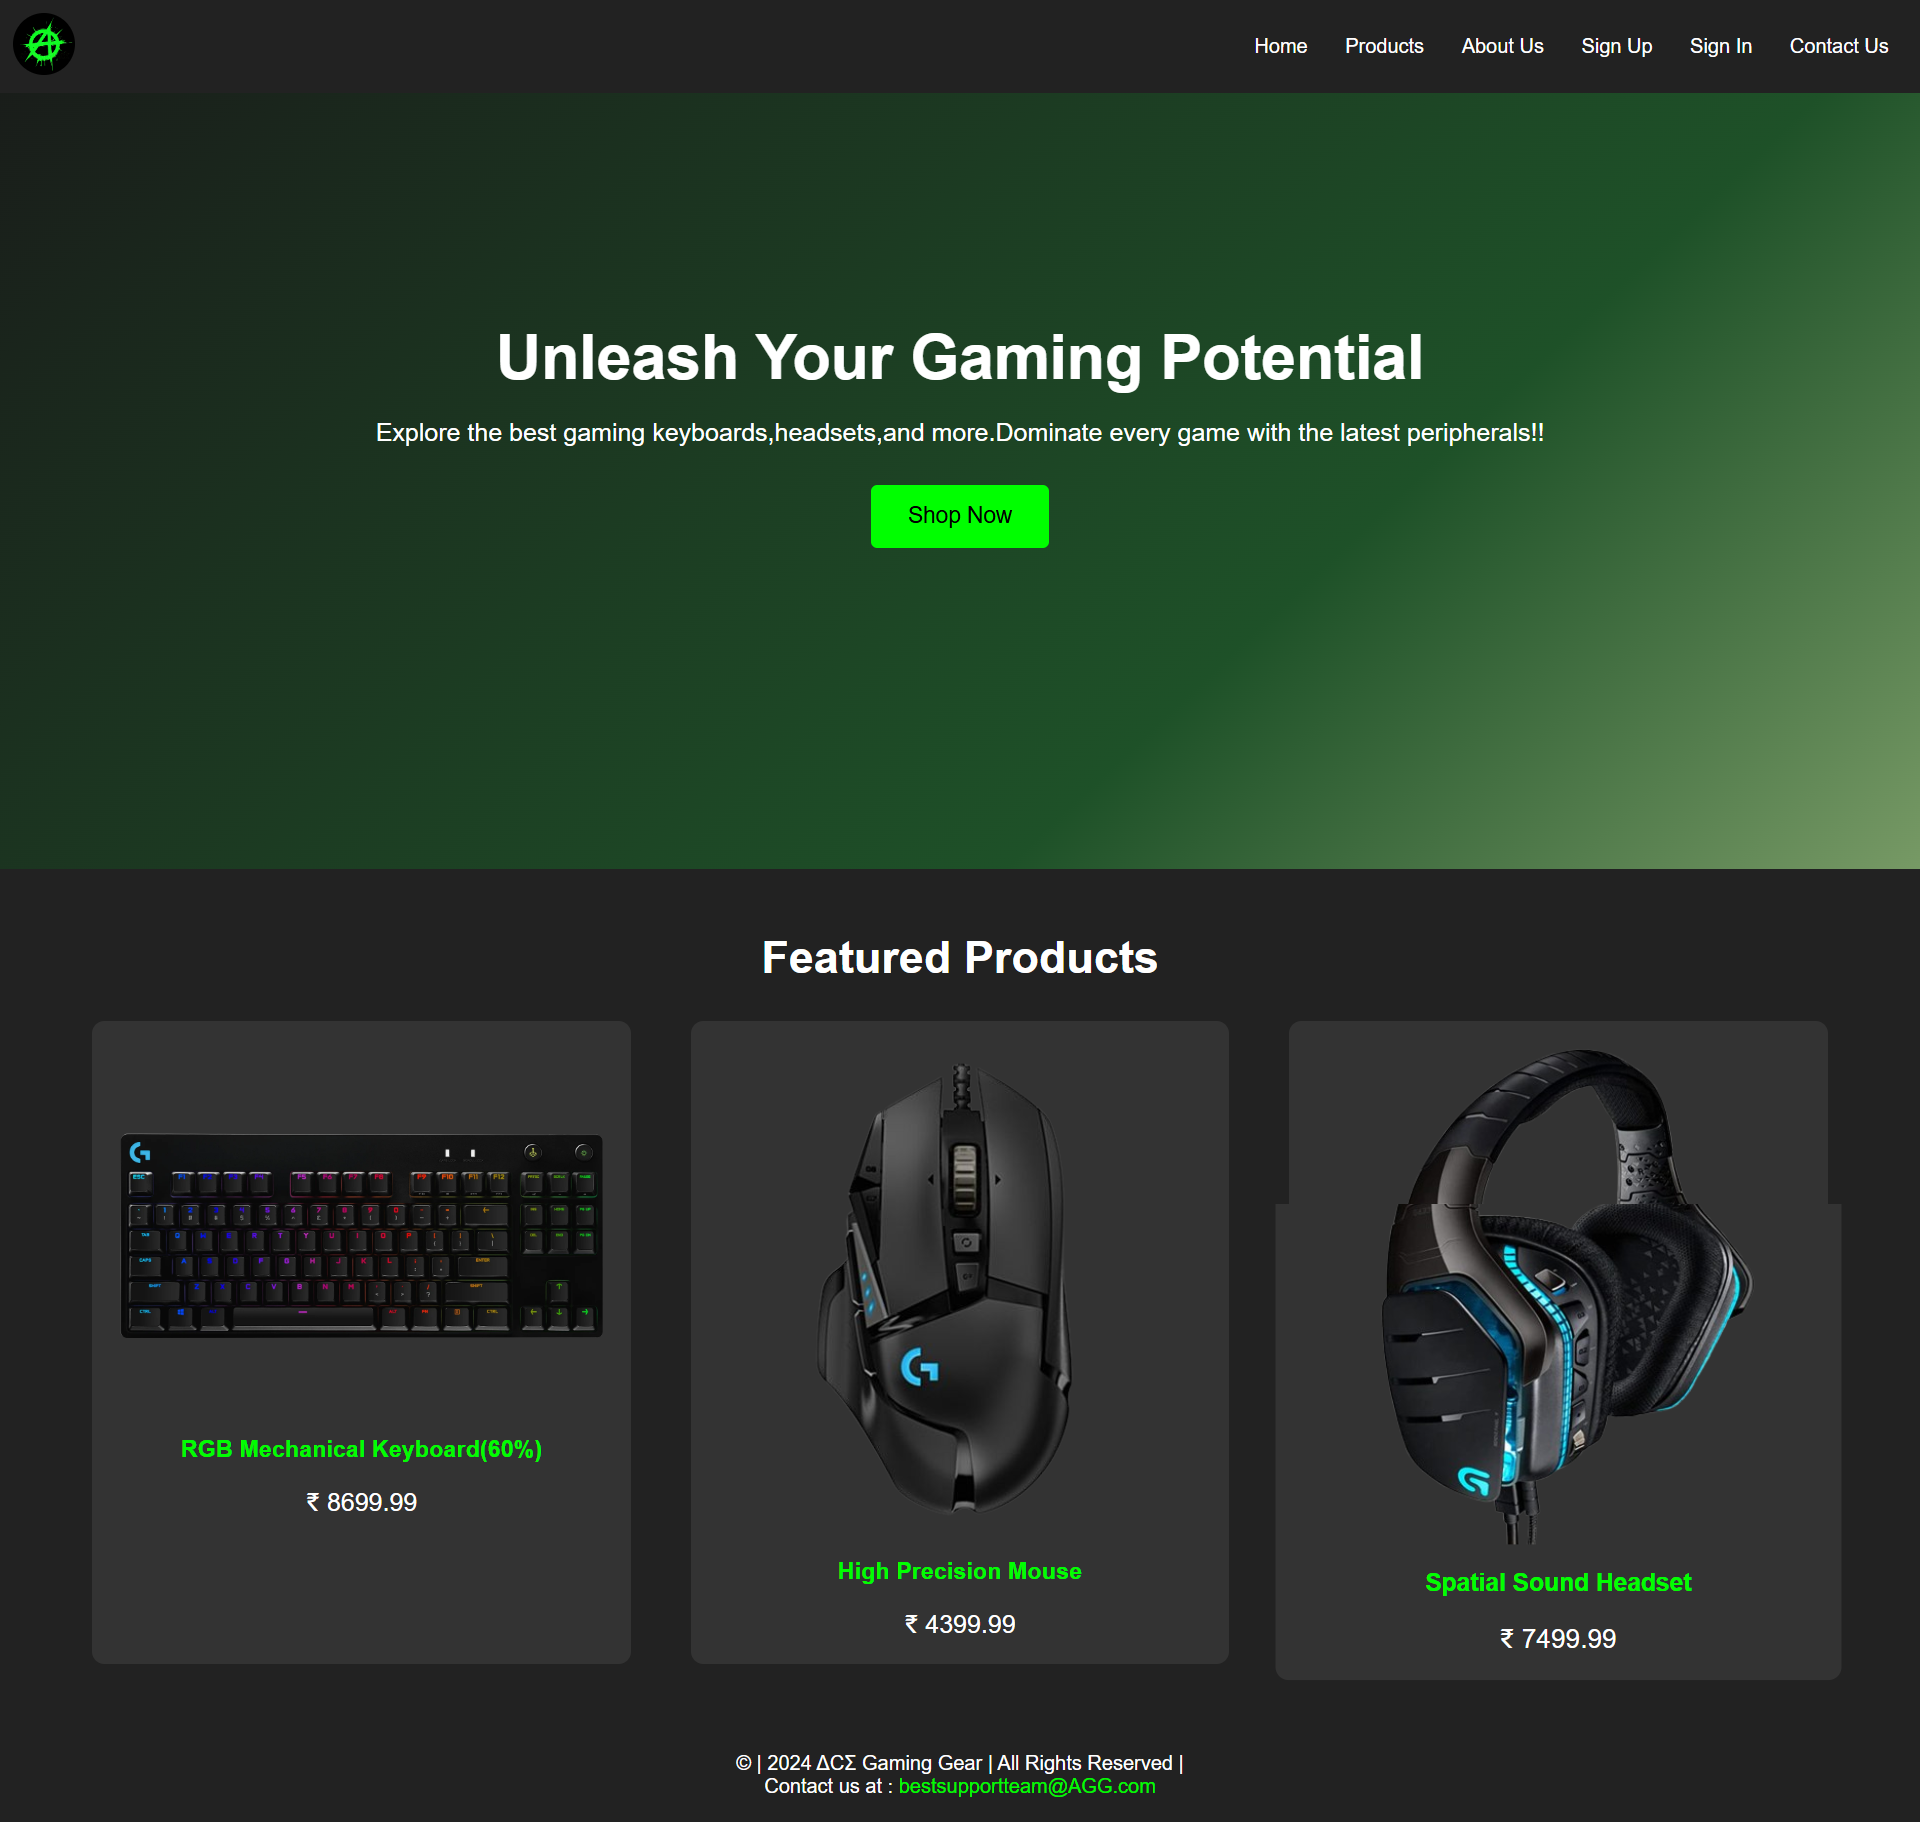 Home Products About Us Sign Up Sign In Contact Us
Unleash Your Gaming Potential
Explore the best gaming keyboards,headsets,and more.Dominate every game with the latest peripherals!!
Shop Now
Featured Products
RGB Mechanical Keyboard(60%)
₹ 8699.99
High Precision Mouse
₹ 4399.99
Spatial Sound Headset
₹ 7499.99
© | 2024 ΔCΣ Gaming Gear | All Rights Reserved |
Contact us at : bestsupportteam@AGG.com